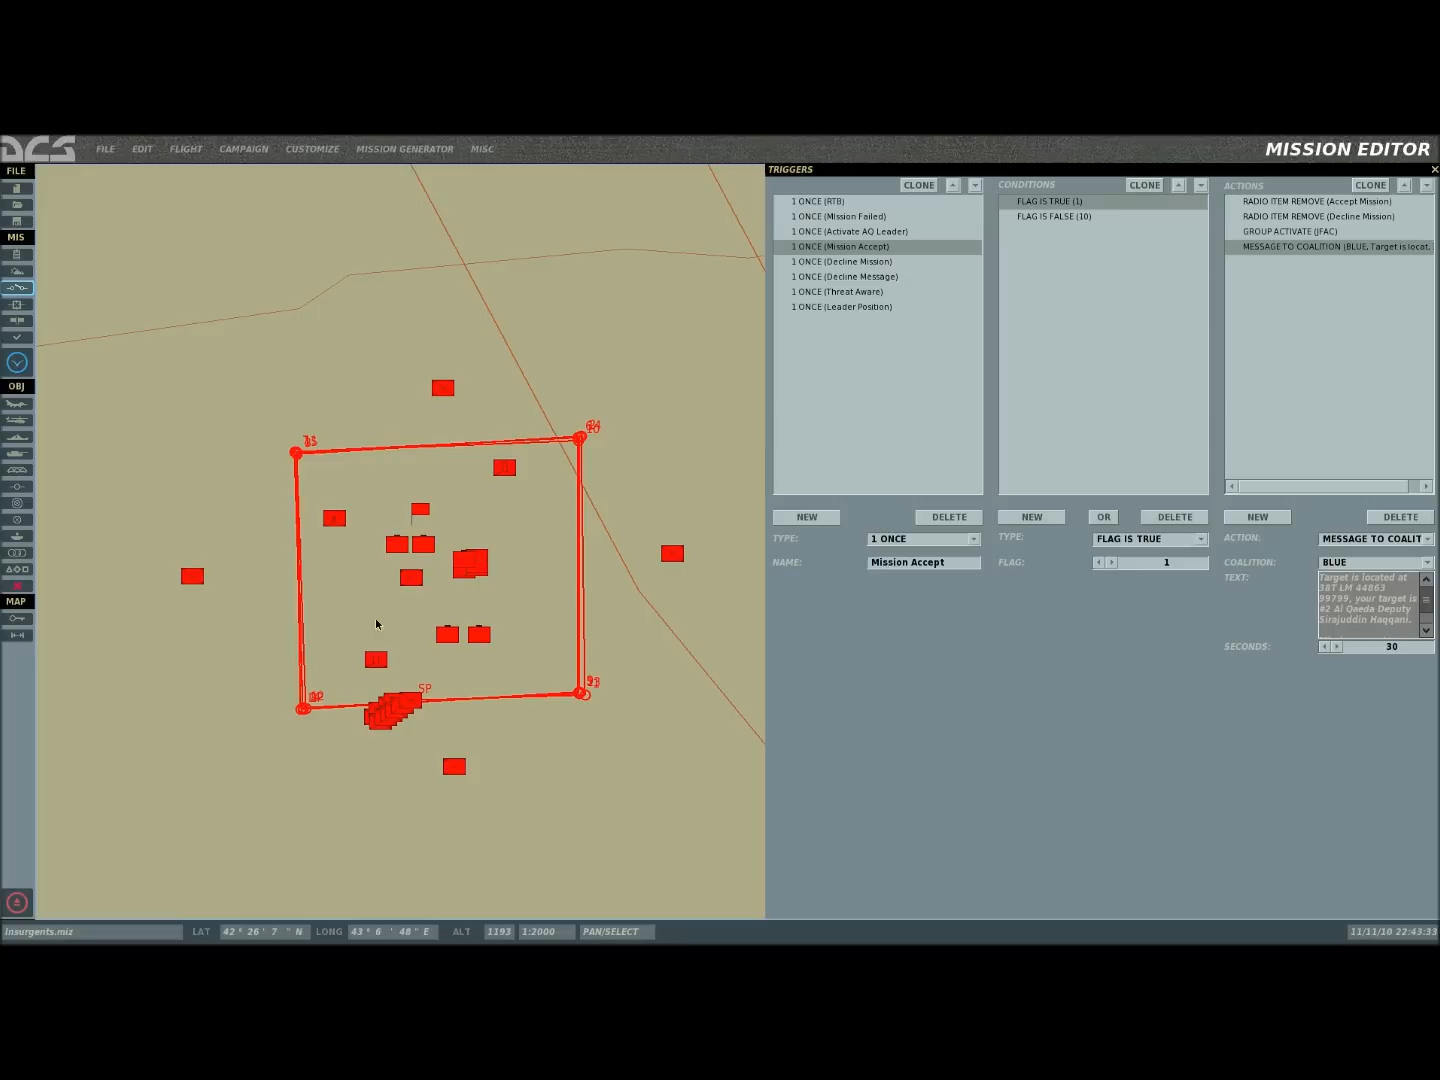 DCS
FILE EDIT FLIGHT CAMPAIGN CUSTOMIZE MISSION GENERATOR MISC
MISSION EDITOR
FILE
MIS
OBJ
MAP
SP
TRIGGERS
CLONE
1 ONCE (RTB)
1 ONCE (Mission Failed)
1 ONCE (Activate AQ Leader)
1 ONCE (Mission Accept)
1 ONCE (Decline Mission)
1 ONCE (Decline Message)
1 ONCE (Threat Aware)
1 ONCE (Leader Position)
NEW DELETE
TYPE: 1 ONCE
NAME: Mission Accept
CONDITIONS CLONE
FLAG IS TRUE (1)
FLAG IS FALSE (10)
NEW OR DELETE
TYPE: FLAG IS TRUE
FLAG: 1
ACTIONS CLONE
RADIO ITEM REMOVE (Accept Mission)
RADIO ITEM REMOVE (Decline Mission)
GROUP ACTIVATE (JFAC)
MESSAGE TO COALITION (BLUE, Target is locat.
NEW DELETE
ACTION: MESSAGE TO COALIT
COALITION: BLUE
TEXT:
Target is located at
38T LM 44863
99799, your target is
#2 Al Qaeda Deputy
Sirajuddin Haqqani.
SECONDS: 30
Insurgents.miz LAT 42 ° 26 ' 7 " N LONG 43 ° 6 ' 48 " E ALT 1193 1:2000 PAN/SELECT 11/11/10 22:43:33